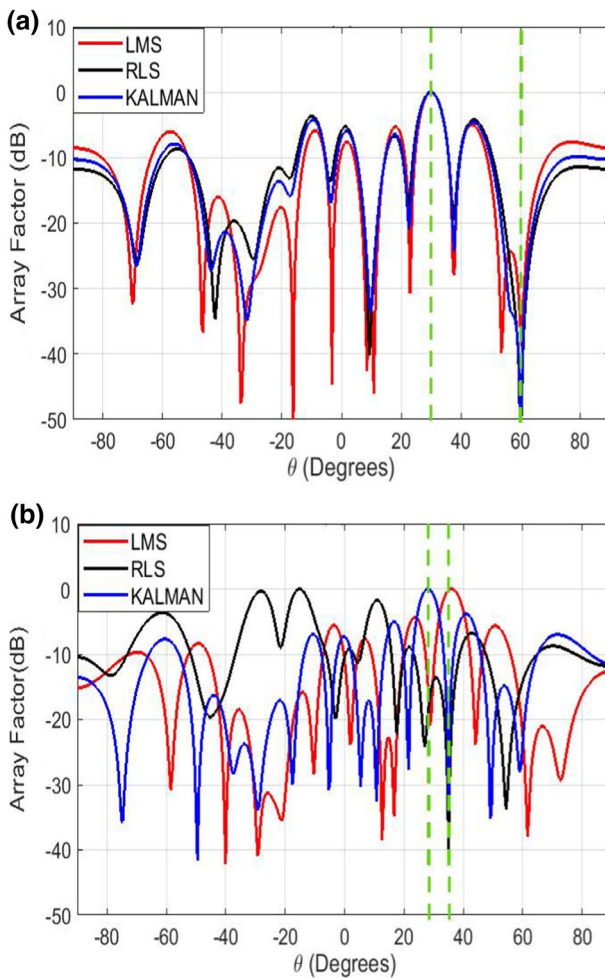 (a)
10
0
-10
-20
-30
-40
-50
Array Factor (dB)
LMS
RLS
KALMAN
-80 -60 -40 -20 0 20 40 60 80
θ (Degrees)
(b)
10
0
-10
-20
-30
-40
-50
Array Factor(dB)
LMS
RLS
KALMAN
-80 -60 -40 -20 0 20 40 60 80
θ (Degrees)